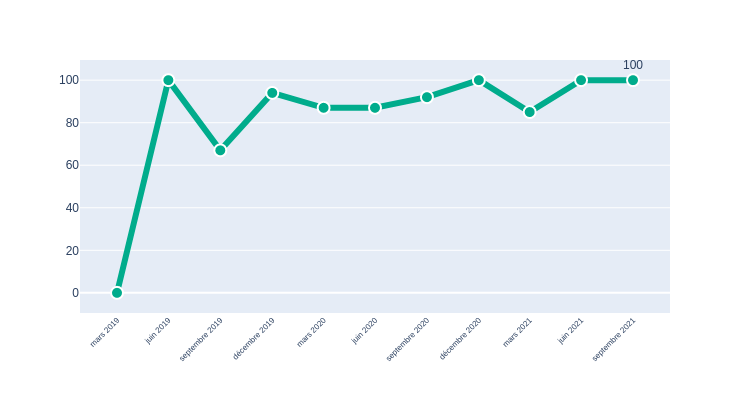 100
100
80
60
40
20
0
mars 2019
juin 2019
septembre 2019
décembre 2019
mars 2020
juin 2020
septembre 2020
décembre 2020
mars 2021
juin 2021
septembre 2021